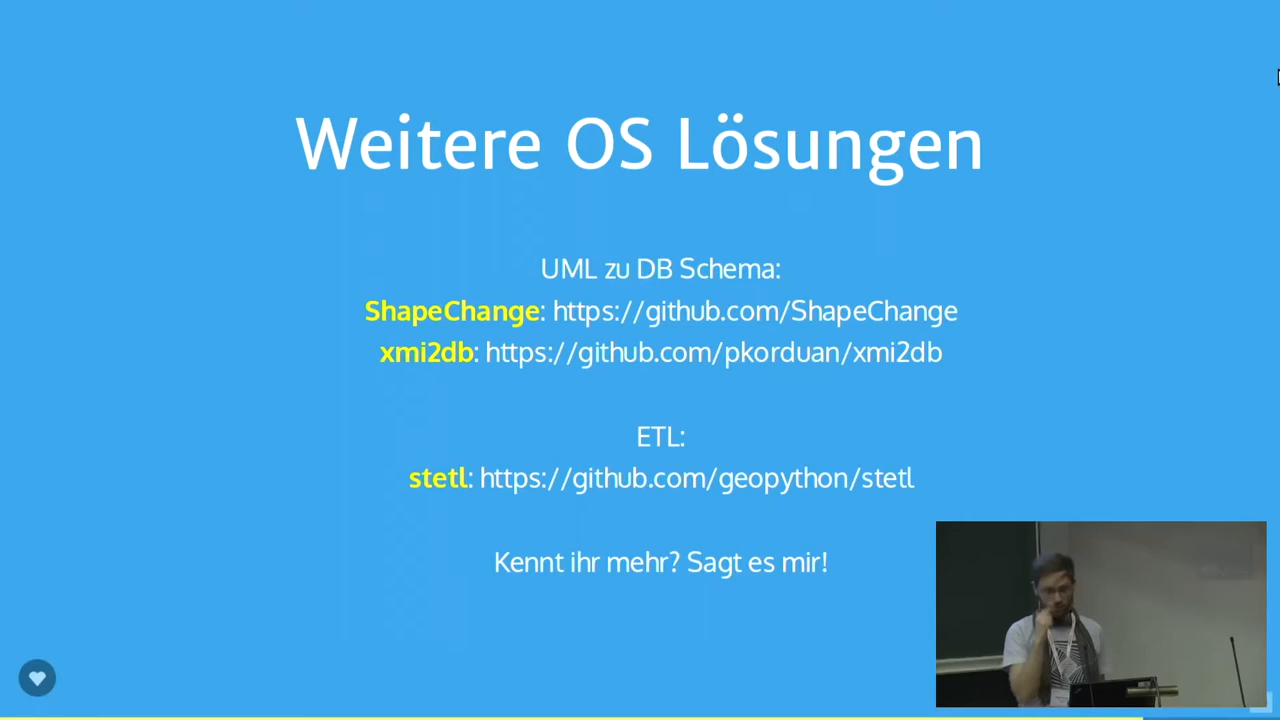 Weitere OS Lösungen
UML zu DB Schema:
ShapeChange: https://github.com/ShapeChange
xmi2db: https://github.com/pkorduan/xmi2db
ETL:
stetl: https://github.com/geopython/stetl
Kennt ihr mehr? Sagt es mir!